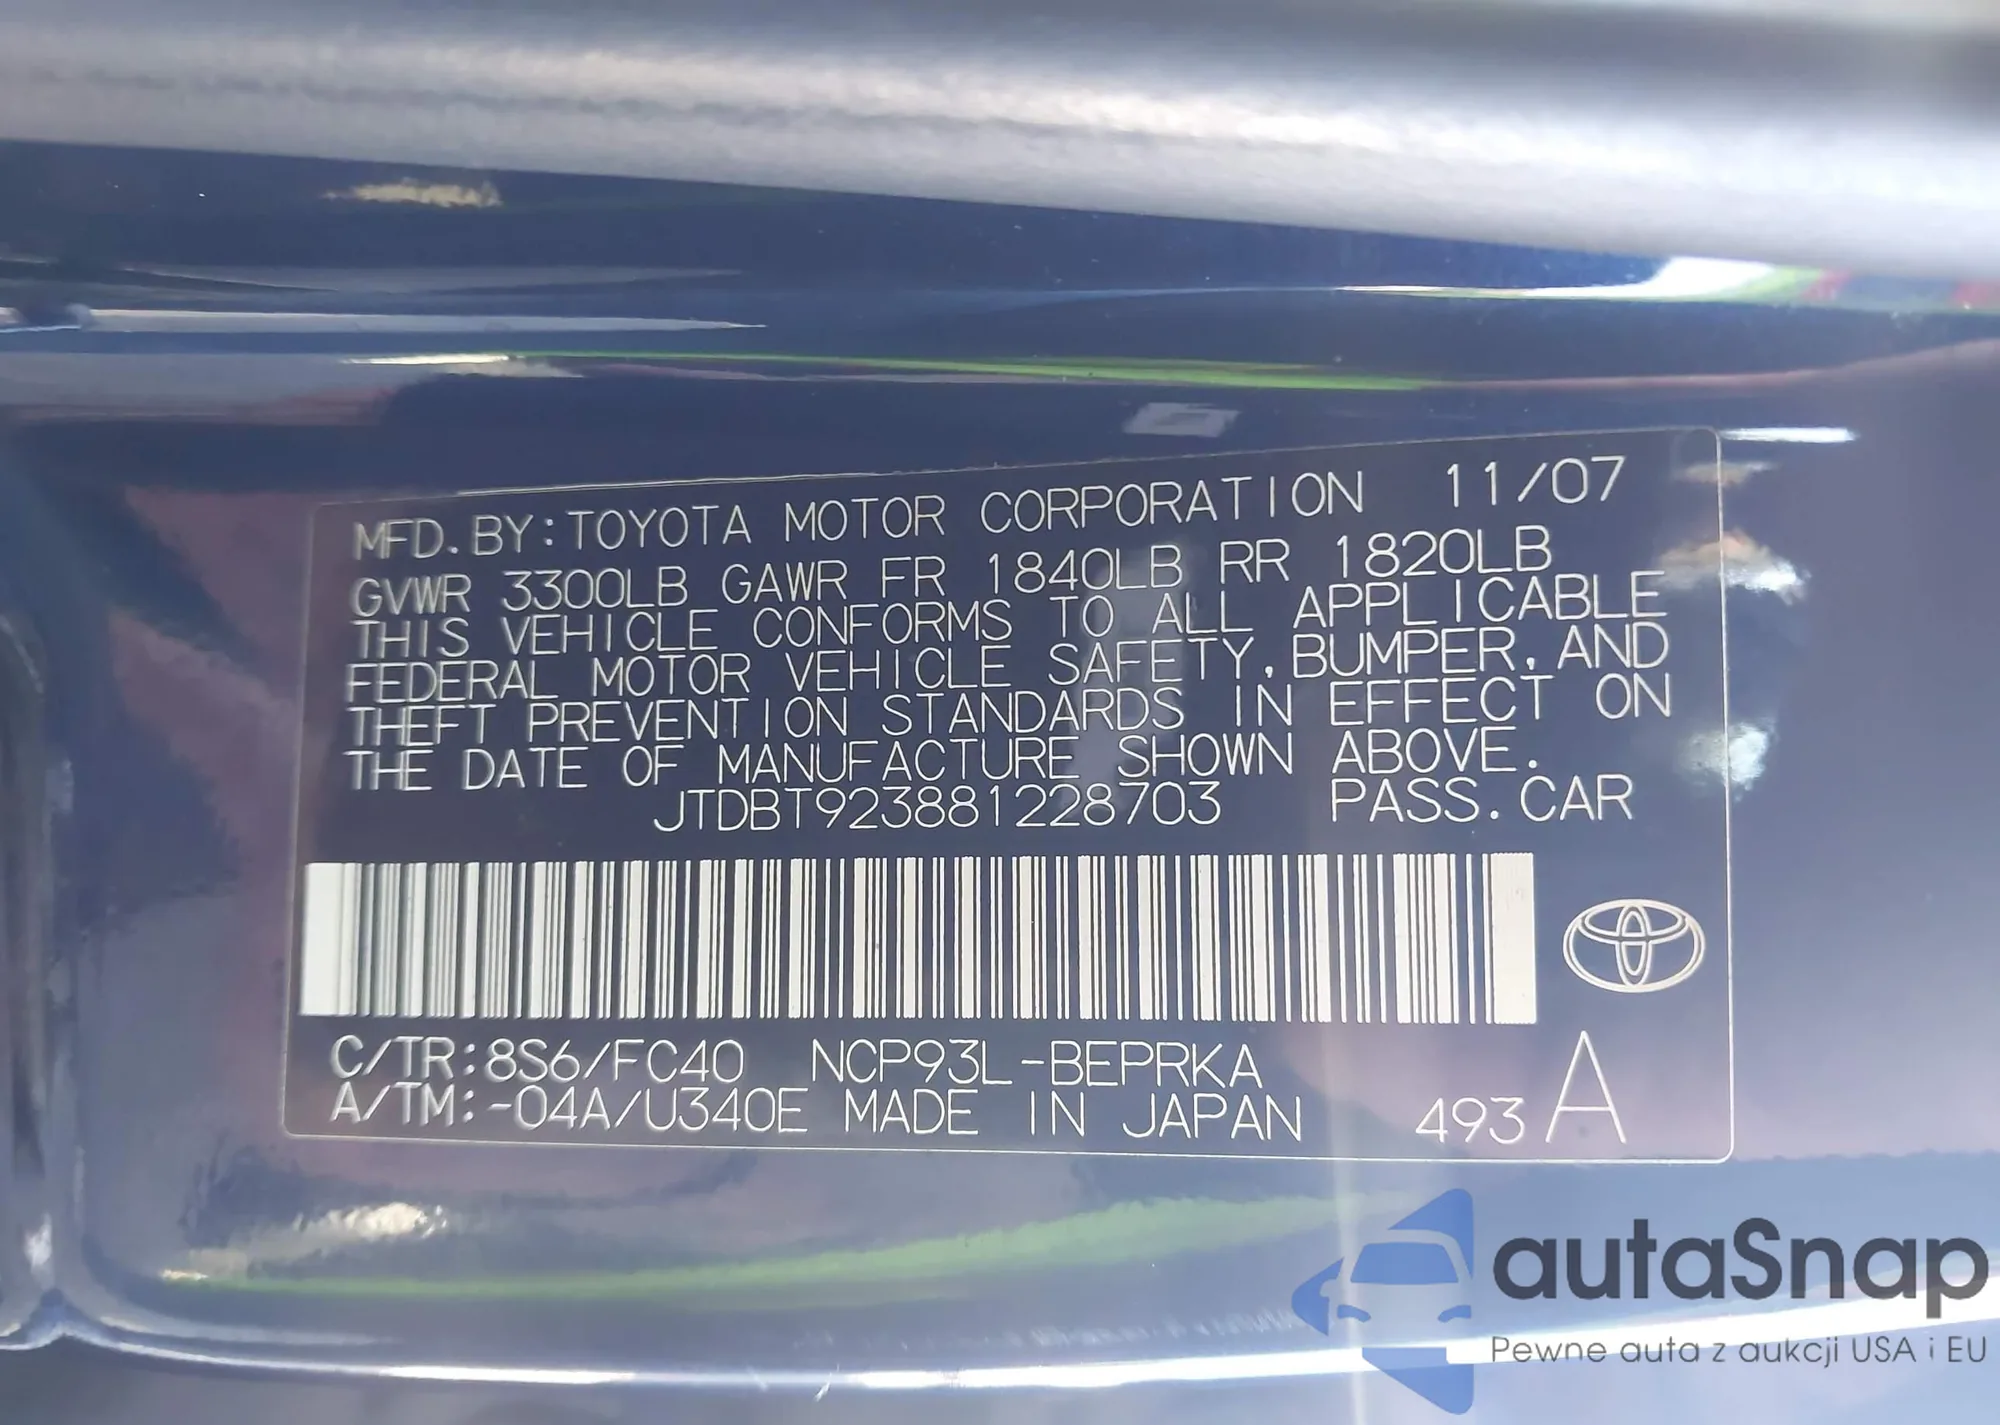 MFD. BY: TOYOTA MOTOR CORPORATION 11/07
GVWR 3300LB GAWR FR 1840LB RR 1820LB
THIS VEHICLE CONFORMS TO ALL APPLICABLE
FEDERAL MOTOR VEHICLE SAFETY, BUMPER, AND
THEFT PREVENTION STANDARDS IN EFFECT ON
THE DATE OF MANUFACTURE SHOWN ABOVE.
JTDBT923881228703 PASS. CAR
C/TR: 8S6/FC40 NCP93L-BEPRKA
A/TM: -04A/U340E MADE IN JAPAN 493 A
autaSnap
Pewne auta z aukcji USA i EU